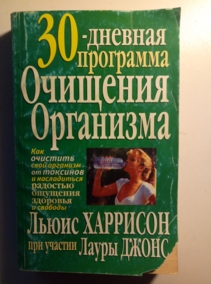 30-дневная
программа
Очищения
Организма
Как
очистить
свой организм
от токсинов
и насладиться
радостью
ощущения
здоровья
и свободы
Льюис ХАРРИСОН
при участии Лауры ДЖОНС